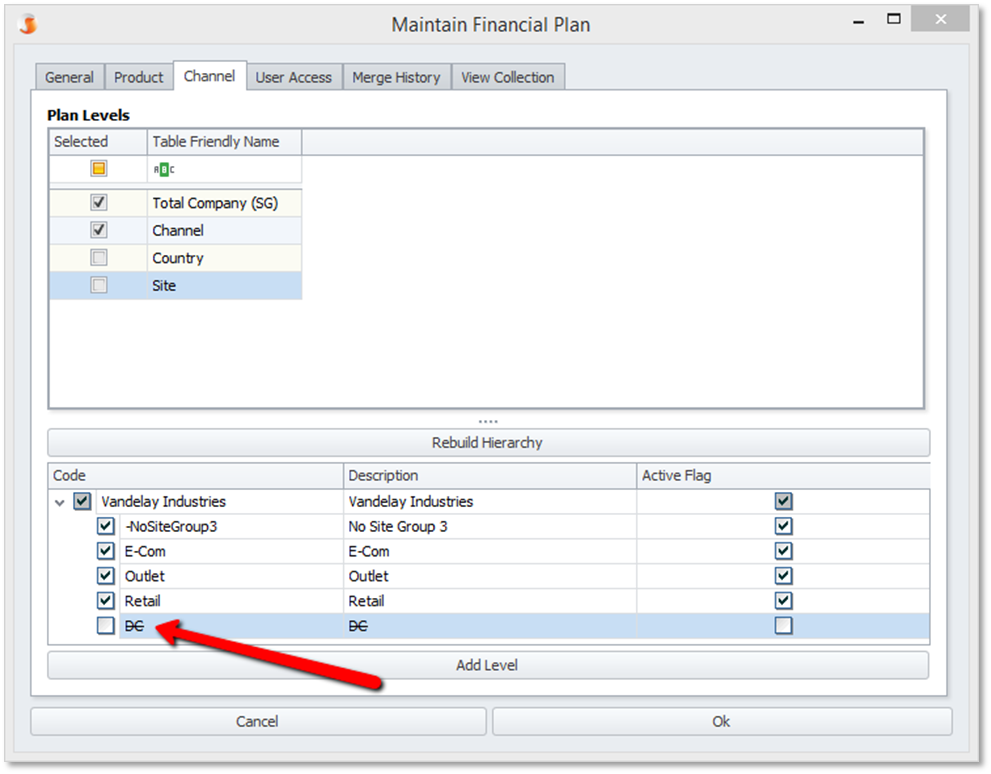 Maintain Financial Plan
General Product Channel User Access Merge History View Collection
Plan Levels
Selected Table Friendly Name
ABC
Total Company (SG)
Channel
Country
Site
Rebuild Hierarchy
Code Description Active Flag
Vandelay Industries Vandelay Industries
-NoSiteGroup3 No Site Group 3
E-Com E-Com
Outlet Outlet
Retail Retail
DC DC
Add Level
Cancel Ok